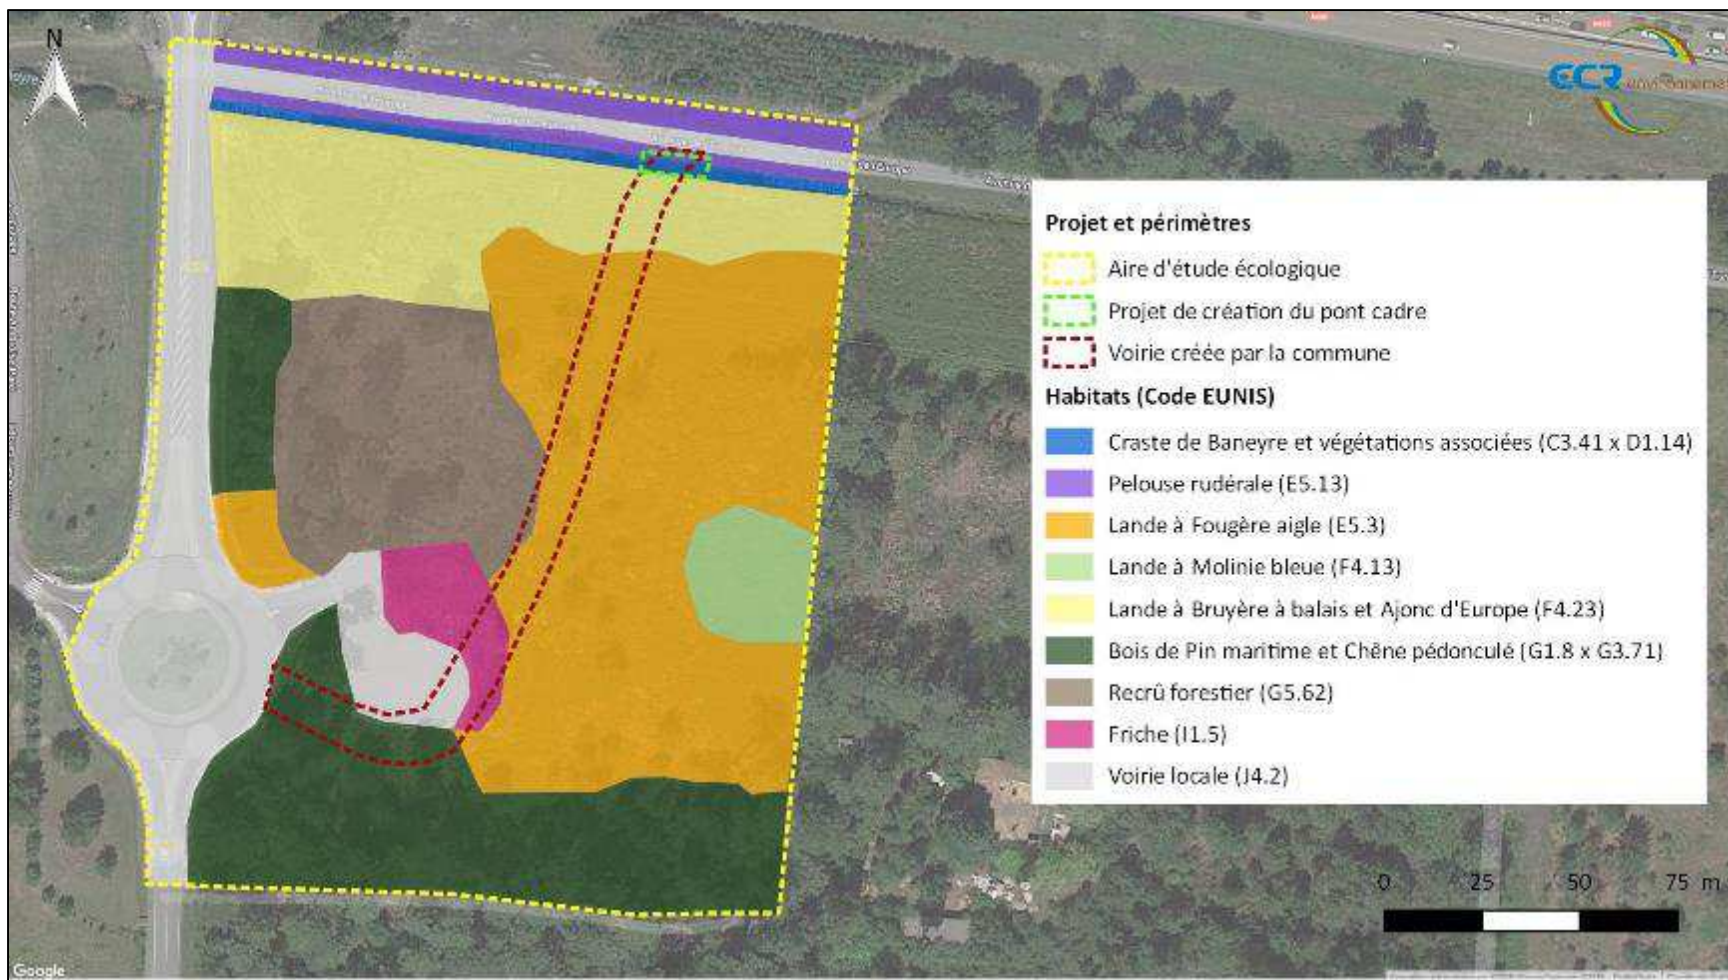 N
ECR environnement
Projet et périmètres
Aire d'étude écologique
Projet de création du pont cadre
Voirie créée par la commune
Habitats (Code EUNIS)
Craste de Baneyre et végétations associées (C3.41 x D1.14)
Pelouse rudérale (E5.13)
Lande à Fougère aigle (E5.3)
Lande à Molinie bleue (F4.13)
Lande à Bruyère à balais et Ajonc d'Europe (F4.23)
Bois de Pin maritime et Chêne pédonculé (G1.8 x G3.71)
Recrû forestier (G5.62)
Friche (I1.5)
Voirie locale (J4.2)
0 25 50 75 m
Google